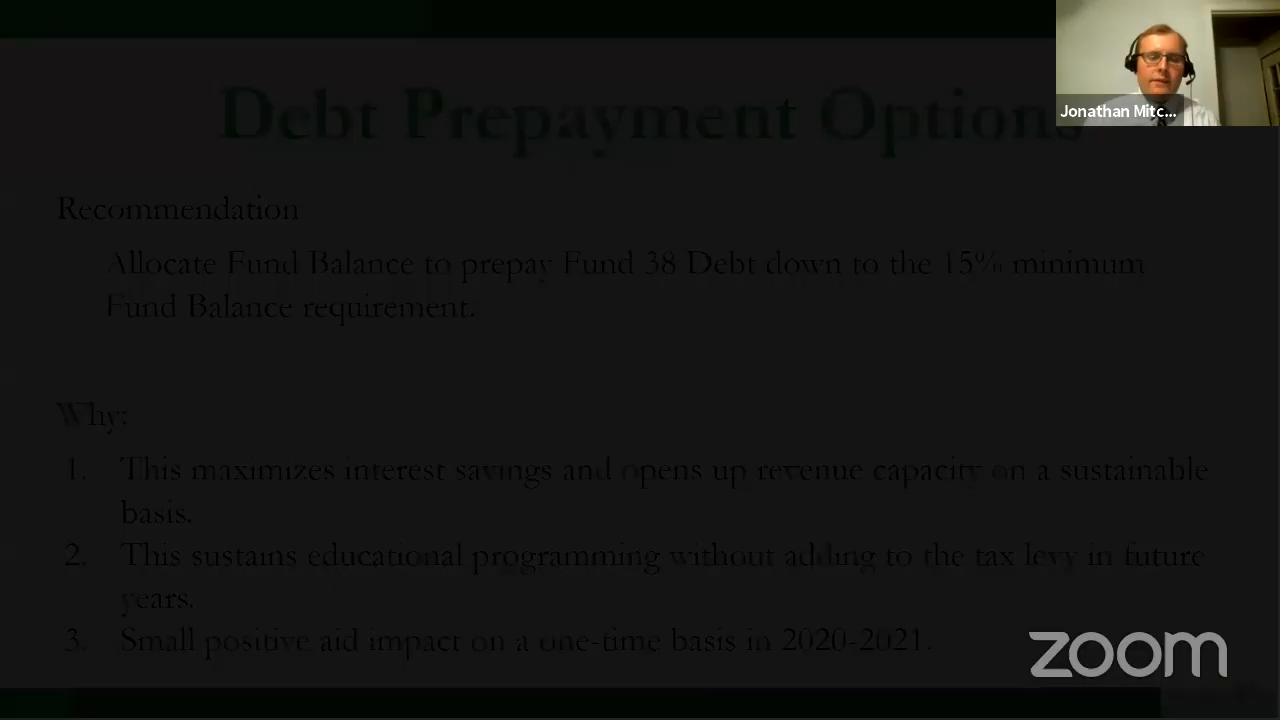 Debt Prepayment Options
Jonathan Mitc...
Recommendation
Allocate Fund Balance to prepay Fund 38 Debt down to the 15% minimum
Fund Balance requirement.
Why:
1. This maximizes interest savings and opens up revenue capacity on a sustainable
basis.
2. This sustains educational programming without adding to the tax levy in future
years.
3. Small positive aid impact on a one-time basis in 2020-2021.
zoom